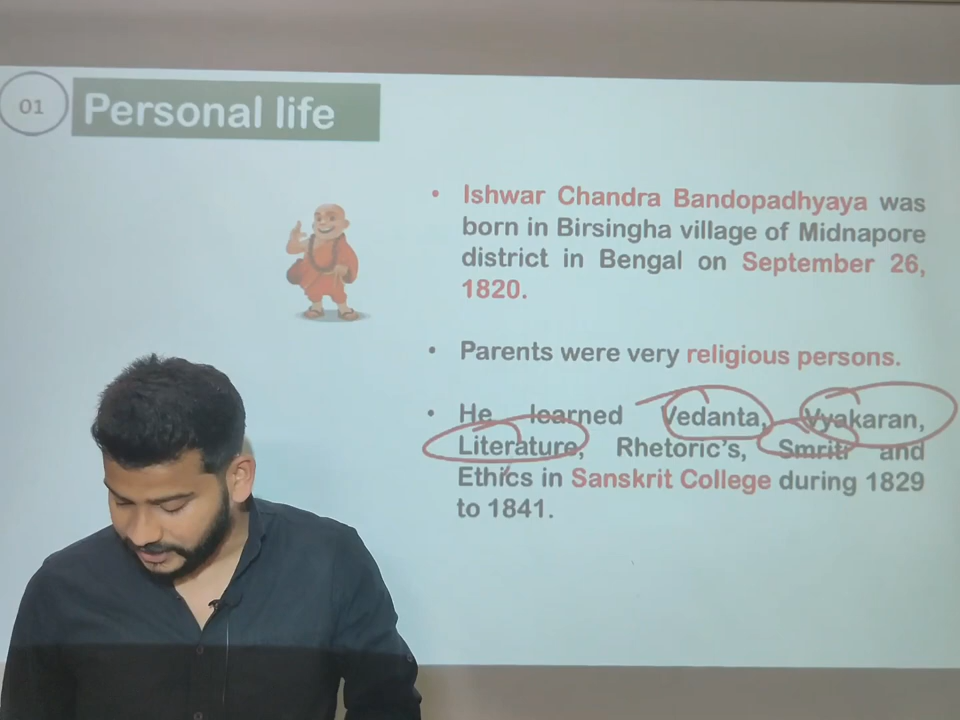 01
Personal life
• Ishwar Chandra Bandopadhyaya was
born in Birsingha village of Midnapore
district in Bengal on September 26,
1820.
• Parents were very religious persons.
• He learned Vedanta, Vyakaran,
Literature, Rhetoric's, Smriti and
Ethics in Sanskrit College during 1829
to 1841.